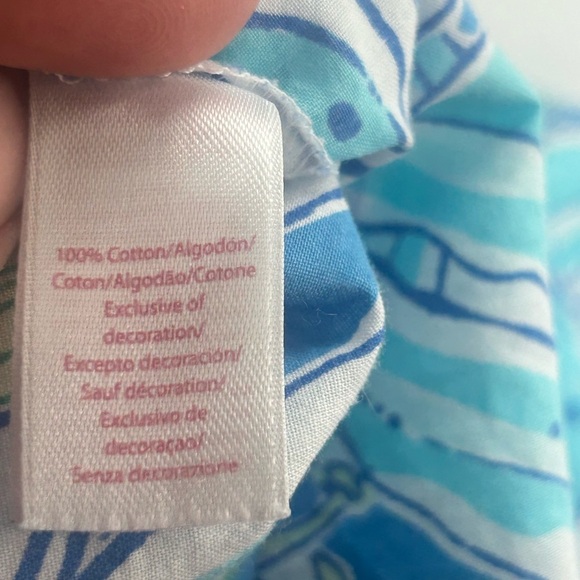 100% Cotton/Algodón/
Coton/Algodão/Cotone
Exclusive of
decoration/
Excepto decoración/
Sauf décoration/
Exclusivo de
decoraçao/
Senza decorazione